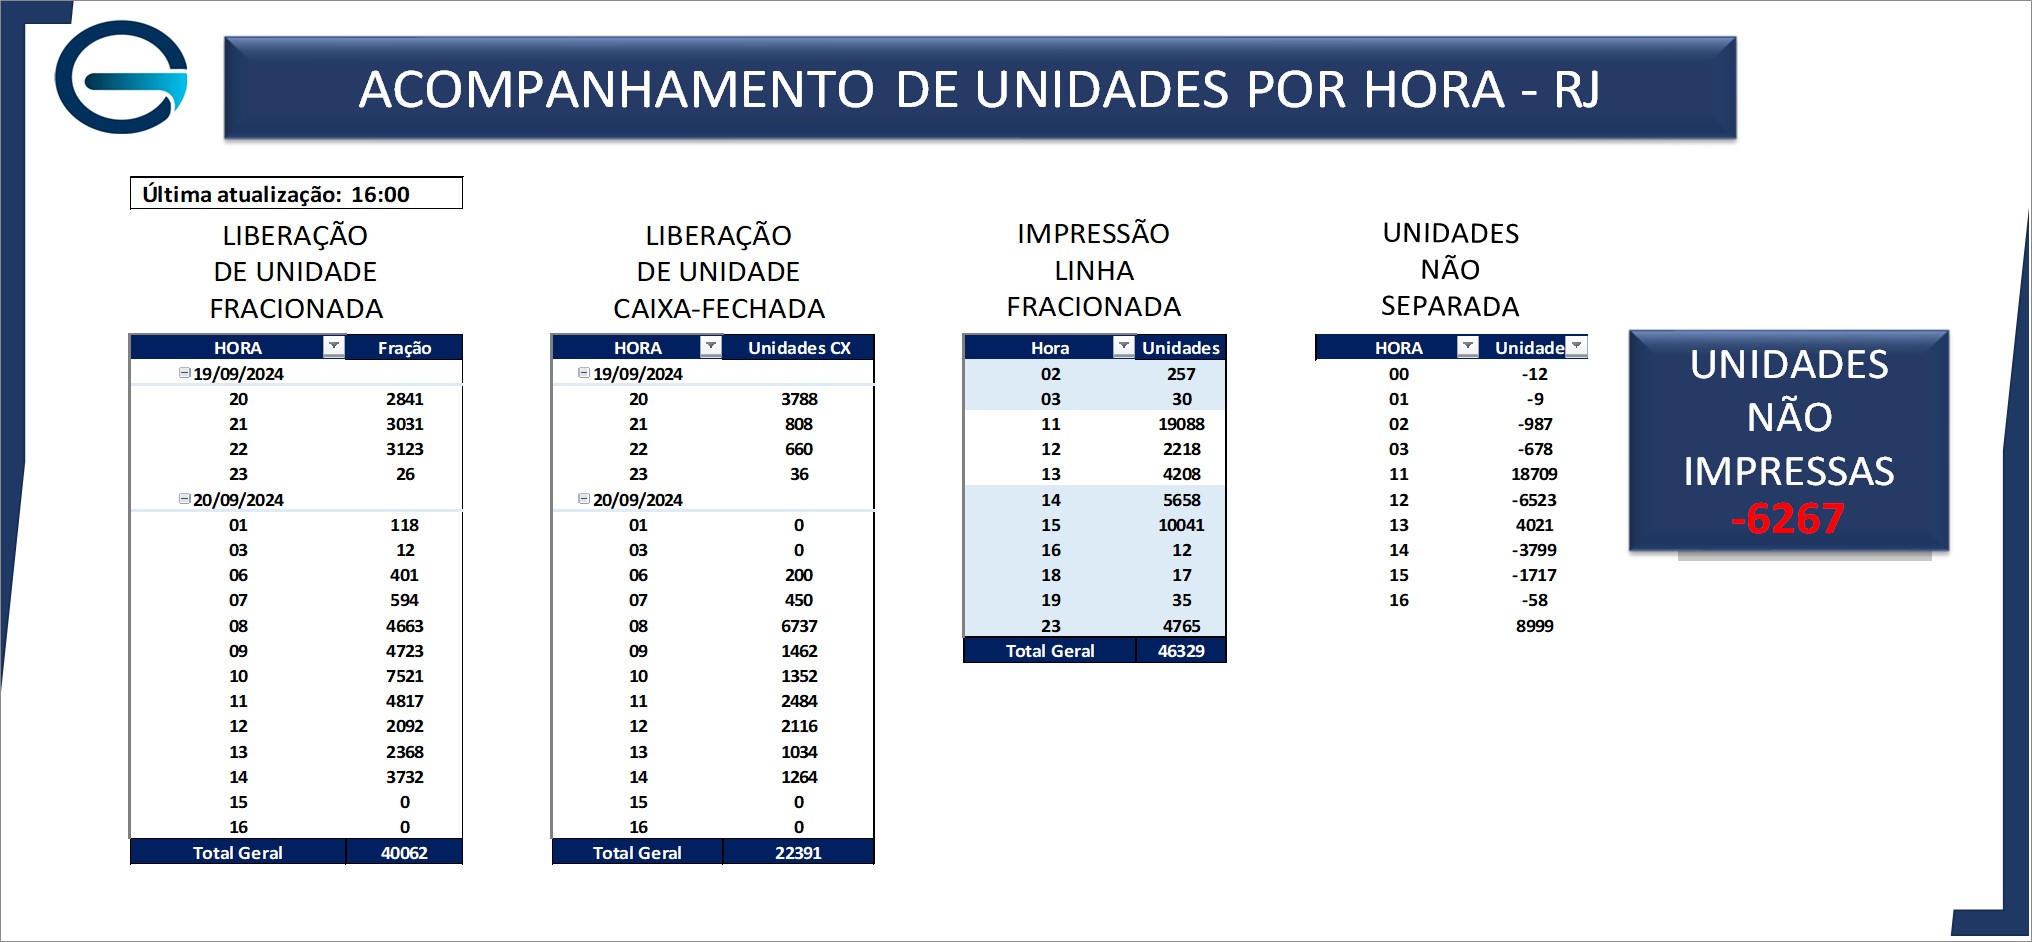 ACOMPANHAMENTO DE UNIDADES POR HORA - RJ
Última atualização: 16:00
LIBERAÇÃO
DE UNIDADE
FRACIONADA
HORA Fração
19/09/2024
20 2841
21 3031
22 3123
23 26
20/09/2024
01 118
03 12
06 401
07 594
08 4663
09 4723
10 7521
11 4817
12 2092
13 2368
14 3732
15 0
16 0
Total Geral 40062
LIBERAÇÃO
DE UNIDADE
CAIXA-FECHADA
HORA Unidades CX
19/09/2024
20 3788
21 808
22 660
23 36
20/09/2024
01 0
03 0
06 200
07 450
08 6737
09 1462
10 1352
11 2484
12 2116
13 1034
14 1264
15 0
16 0
Total Geral 22391
IMPRESSÃO
LINHA
FRACIONADA
Hora Unidades
02 257
03 30
11 19088
12 2218
13 4208
14 5658
15 10041
16 12
18 17
19 35
23 4765
Total Geral 46329
UNIDADES
NÃO
SEPARADA
HORA Unidade
00 -12
01 -9
02 -987
03 -678
11 18709
12 -6523
13 4021
14 -3799
15 -1717
16 -58
8999
UNIDADES
NÃO
IMPRESSAS
-6267